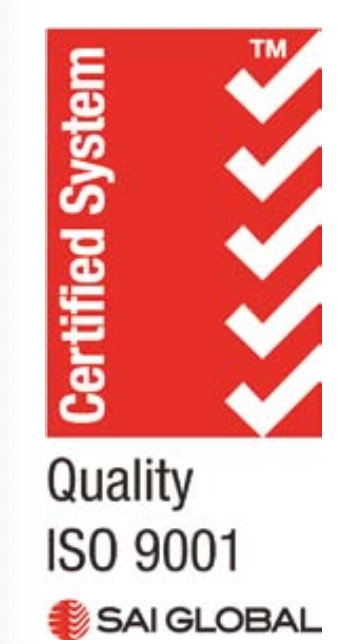 Certified System
TM
Quality
ISO 9001
SAI GLOBAL